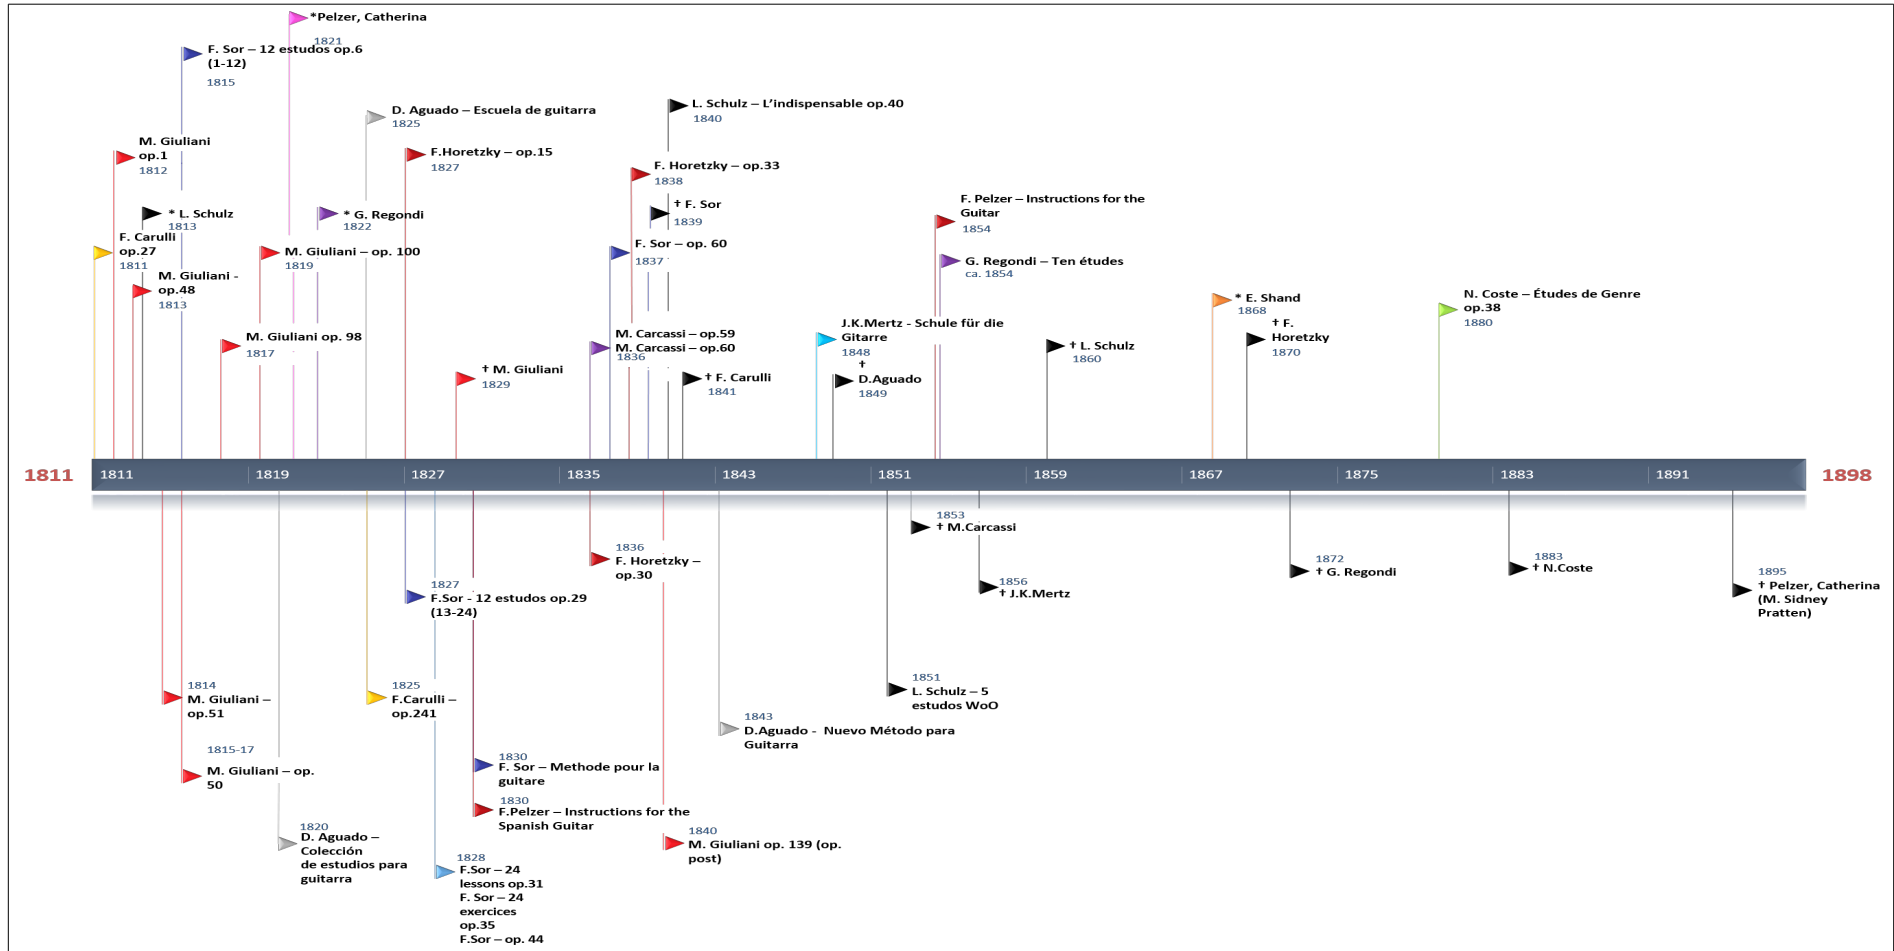 *Pelzer, Catherina
1821
F. Sor – 12 estudos op.6
(1-12)
1815
L. Schulz – L’indispensable op.40
1840
D. Aguado – Escuela de guitarra
1825
M. Giuliani
op.1
1812
F.Horetzky – op.15
1827
F. Horetzky – op.33
1838
* L. Schulz
1813
* G. Regondi
1822
† F. Sor
1839
F. Pelzer – Instructions for the
Guitar
1854
F. Carulli
op.27
1811
M. Giuliani – op. 100
1819
F. Sor – op. 60
1837
G. Regondi – Ten études
ca. 1854
M. Giuliani -
op.48
1813
* E. Shand
1868
N. Coste – Études de Genre
op.38
1880
M. Giuliani op. 98
1817
M. Carcassi – op.59
M. Carcassi – op.60
1836
J.K.Mertz - Schule für die
Gitarre
1848
† F.
Horetzky
1870
† L. Schulz
1860
† M. Giuliani
1829
† F. Carulli
1841
†
D.Aguado
1849
1811
1811
1819
1827
1835
1843
1851
1859
1867
1875
1883
1891
1898
1853
† M.Carcassi
1836
F. Horetzky –
op.30
1872
† G. Regondi
1883
† N.Coste
1856
† J.K.Mertz
1895
† Pelzer, Catherina
(M. Sidney
Pratten)
1827
F.Sor - 12 estudos op.29
(13-24)
1814
M. Giuliani –
op.51
1825
F.Carulli –
op.241
1851
L. Schulz – 5
estudos WoO
1843
D.Aguado -  Nuevo Método para
Guitarra
1815-17
M. Giuliani – op.
50
1830
F. Sor – Methode pour la
guitare
1830
F.Pelzer – Instructions for the
Spanish Guitar
1820
D. Aguado –
Colección
de estudios para
guitarra
1840
M. Giuliani op. 139 (op.
post)
1828
F.Sor – 24
lessons op.31
F. Sor – 24
exercices
op.35
F.Sor – op. 44